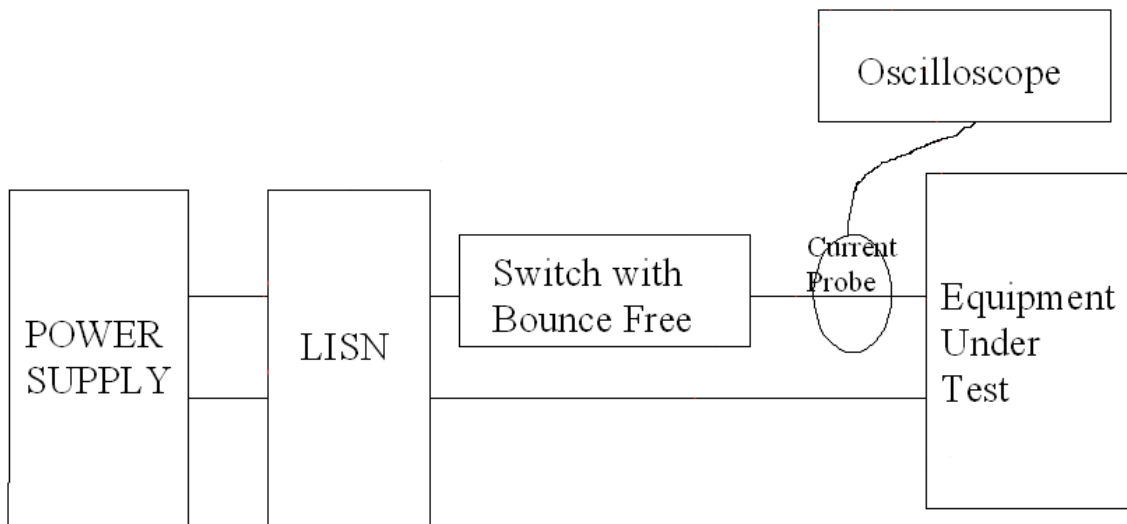 Oscilloscope
Current
Probe
Switch with
Bounce Free
POWER
SUPPLY
LISN
Equipment
Under
Test